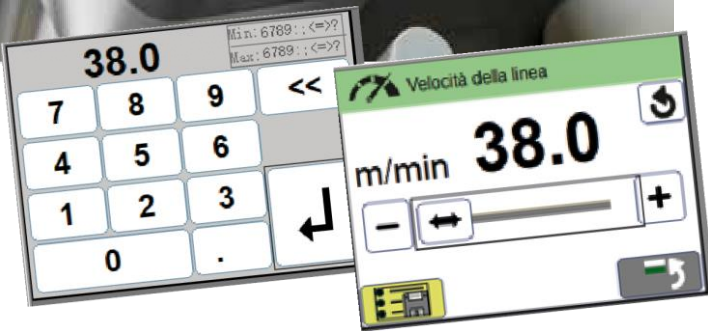 38.0
Min:6789:;<=>?
Max:6789:;<=>?
7 8 9 <<
4 5 6
1 2 3
0 .
Velocità della linea
m/min 38.0
- +